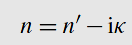 n = n′ − iκ